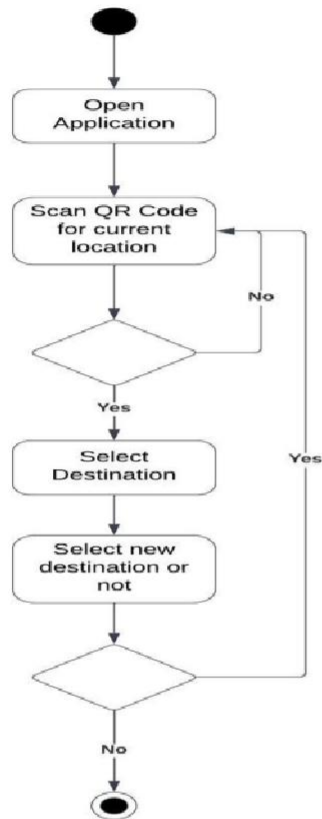 Open
Application
Scan QR Code
for current
location
No
Yes
Select
Destination
Yes
Select new
destination or
not
No